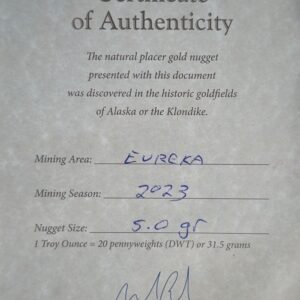 Certificate
of Authenticity
The natural placer gold nugget
presented with this document
was discovered in the historic goldfields
of Alaska or the Klondike.
Mining Area: EUREKA
Mining Season: 2023
Nugget Size: 5.0 gr
1 Troy Ounce = 20 pennyweights (DWT) or 31.5 grams